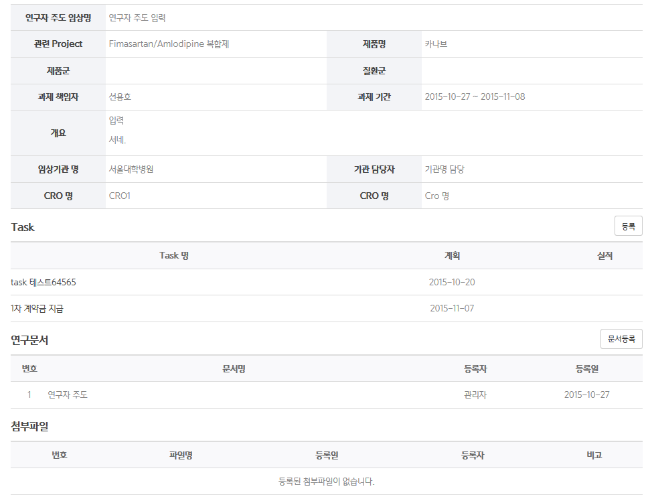 연구자 주도 임상명 연구자 주도 입력
관련 Project Fimasartan/Amlodipine 복합제 제품명 카나브
제품군 질환군
과제 책임자 선용호 과제 기간 2015-10-27 ~ 2015-11-08
개요 입력
서네.
임상기관 명 서울대학병원 기관 담당자 기관명 담당
CRO 명 CRO1 CRO 명 Cro 명
Task 등록
Task 명 계획 실적
task 테스트64565 2015-10-20
1차 계약금 지급 2015-11-07
연구문서 문서등록
번호 문서명 등록자 등록일
1 연구자 주도 관리자 2015-10-27
첨부파일
번호 파일명 등록일 등록자 비고
등록된 첨부파일이 없습니다.